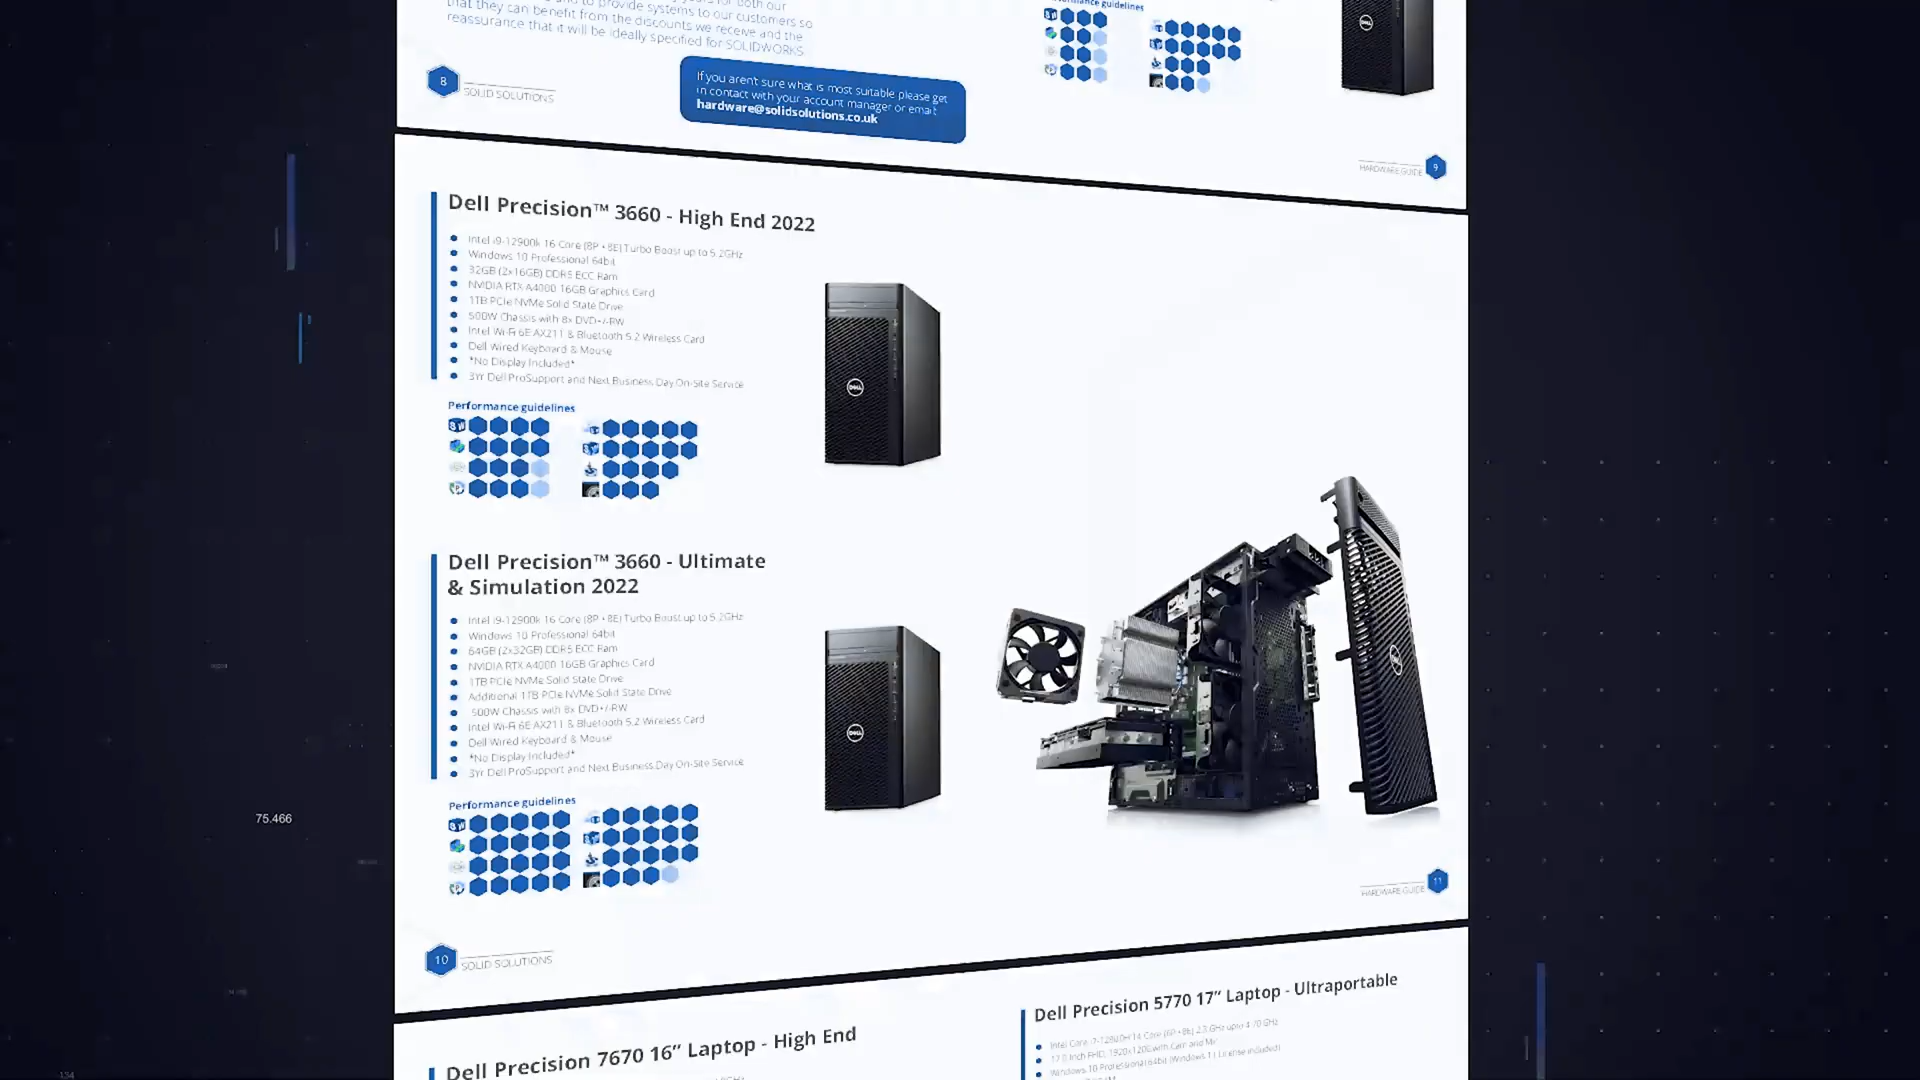 that they can benefit from the discounts we receive and the
reassurance that it will be ideally specified for SOLIDWORKS
8
SOLID SOLUTIONS
If you aren't sure what is most suitable please get
in contact with your account manager or email:
hardware@solidsolutions.co.uk
HARDWARE GUIDE
9
Dell Precision™ 3660 - High End 2022
Intel i9-12900k 16 Core (8P + 8E) Turbo Boost up to 5.2GHz
Windows 10 Professional 64bit
32GB (2x16GB) DDR5 ECC Ram
NVIDIA RTX A4000 16GB Graphics Card
1TB PCIe NVMe Solid State Drive
500W Chassis with 8x DVD+/-RW
Intel Wi-Fi 6E AX211 & Bluetooth 5.2 Wireless Card
Dell Wired Keyboard & Mouse
*No Display Included*
3Yr Dell ProSupport and Next Business Day On-Site Service
Performance guidelines
Dell Precision™ 3660 - Ultimate
& Simulation 2022
Intel i9-12900k 16 Core (8P + 8E) Turbo Boost up to 5.2GHz
Windows 10 Professional 64bit
64GB (2x32GB) DDR5 ECC Ram
NVIDIA RTX A4000 16GB Graphics Card
1TB PCIe NVMe Solid State Drive
Additional 1TB PCIe NVMe Solid State Drive
500W Chassis with 8x DVD+/-RW
Intel Wi-Fi 6E AX211 & Bluetooth 5.2 Wireless Card
Dell Wired Keyboard & Mouse
*No Display Included*
3Yr Dell ProSupport and Next Business Day On-Site Service
Performance guidelines
75.466
DELL
HARDWARE GUIDE
11
10
SOLID SOLUTIONS
Dell Precision 7670 16” Laptop - High End
Dell Precision 5770 17” Laptop - Ultraportable
Windows 10 Professional 64bit (Windows 11 License included)